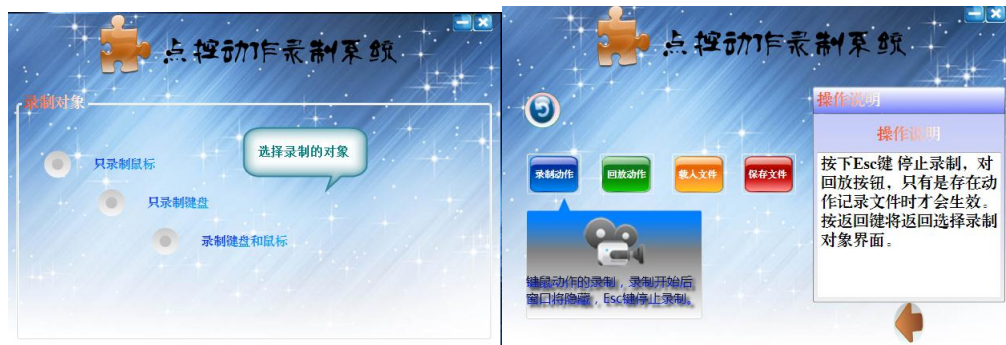 点控动作录制系统
录制对象
选择录制的对象
只录制鼠标
只录制键盘
录制键盘和鼠标
点控动作录制系统
操作说明
操作说明
按下Esc键 停止录制，对
回放按钮，只有是存在动
作记录文件时才会生效。
按返回键将返回选择录制
对象界面。
录制动作
回放动作
载入文件
保存文件
键鼠动作的录制，录制开始后
窗口将隐藏，Esc键停止录制。